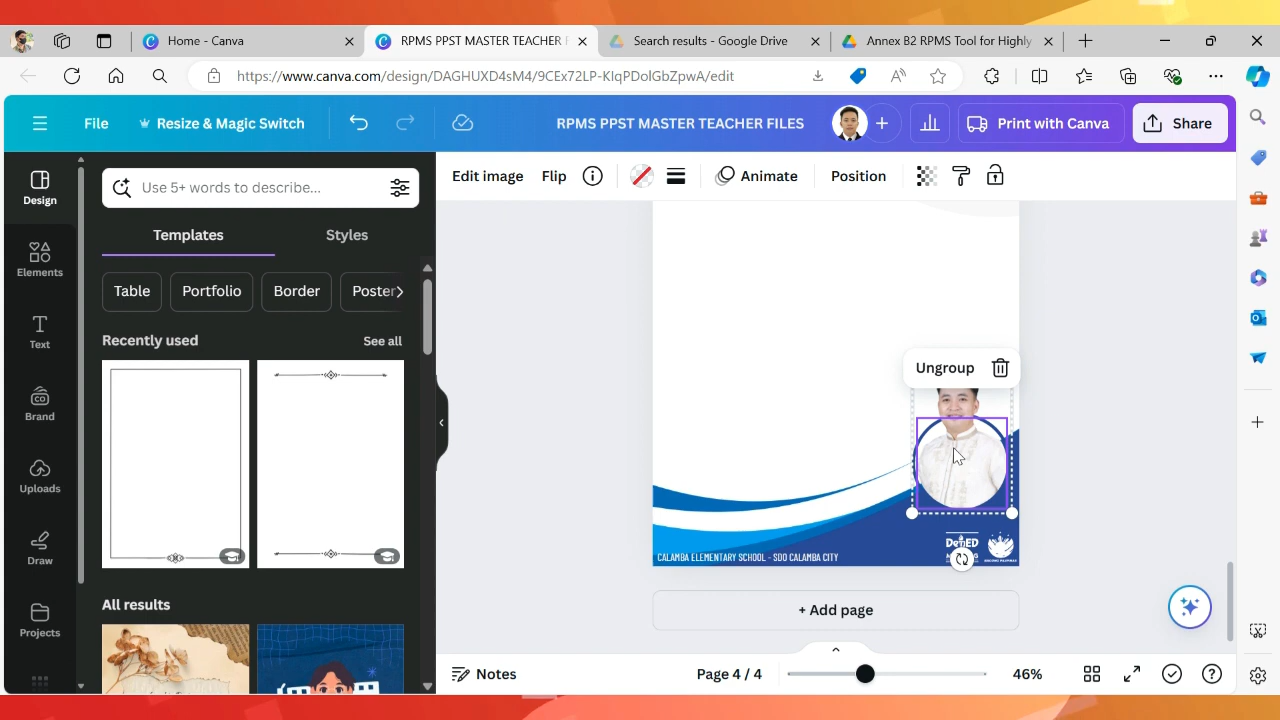 Home - Canva
RPMS PPST MASTER TEACHER F
Search results - Google Drive
Annex B2 RPMS Tool for Highly
https://www.canva.com/design/DAGHUXD4sM4/9CEx72LP-KlqPDolGbZpwA/edit
File
Resize & Magic Switch
RPMS PPST MASTER TEACHER FILES
Print with Canva
Share
Design
Elements
Text
Brand
Uploads
Draw
Projects
Use 5+ words to describe...
Templates
Styles
Table
Portfolio
Border
Poster
Recently used
See all
All results
Edit image
Flip
Animate
Position
Ungroup
DepED
CALAMBA ELEMENTARY SCHOOL - SDO CALAMBA CITY
+ Add page
Notes
Page 4 / 4
46%